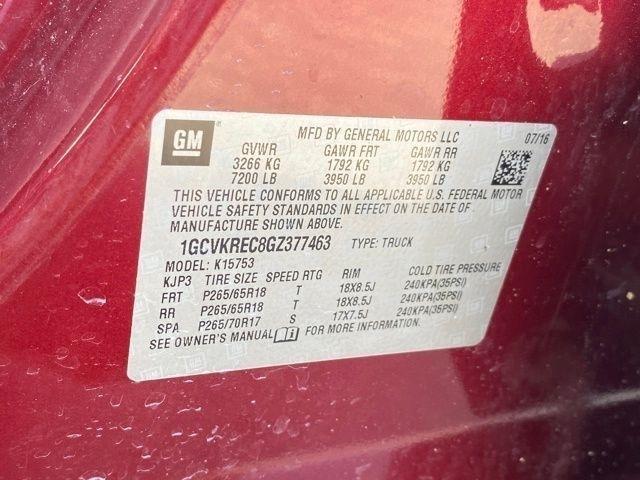 GM
MFD BY GENERAL MOTORS LLC 07/16
GVWR GAWR FRT GAWR RR
3266 KG 1792 KG 1792 KG
7200 LB 3950 LB 3950 LB
THIS VEHICLE CONFORMS TO ALL APPLICABLE U.S. FEDERAL MOTOR
VEHICLE SAFETY STANDARDS IN EFFECT ON THE DATE OF
MANUFACTURE SHOWN ABOVE.
1GCVKREC8GZ377463 TYPE: TRUCK
MODEL: K15753
KJP3 TIRE SIZE SPEED RTG RIM COLD TIRE PRESSURE
FRT P265/65R18 T 18X8.5J 240KPA(35PSI)
RR P265/65R18 T 18X8.5J 240KPA(35PSI)
SPA P265/70R17 S 17X7.5J 240KPA(35PSI)
SEE OWNER'S MANUAL FOR MORE INFORMATION.